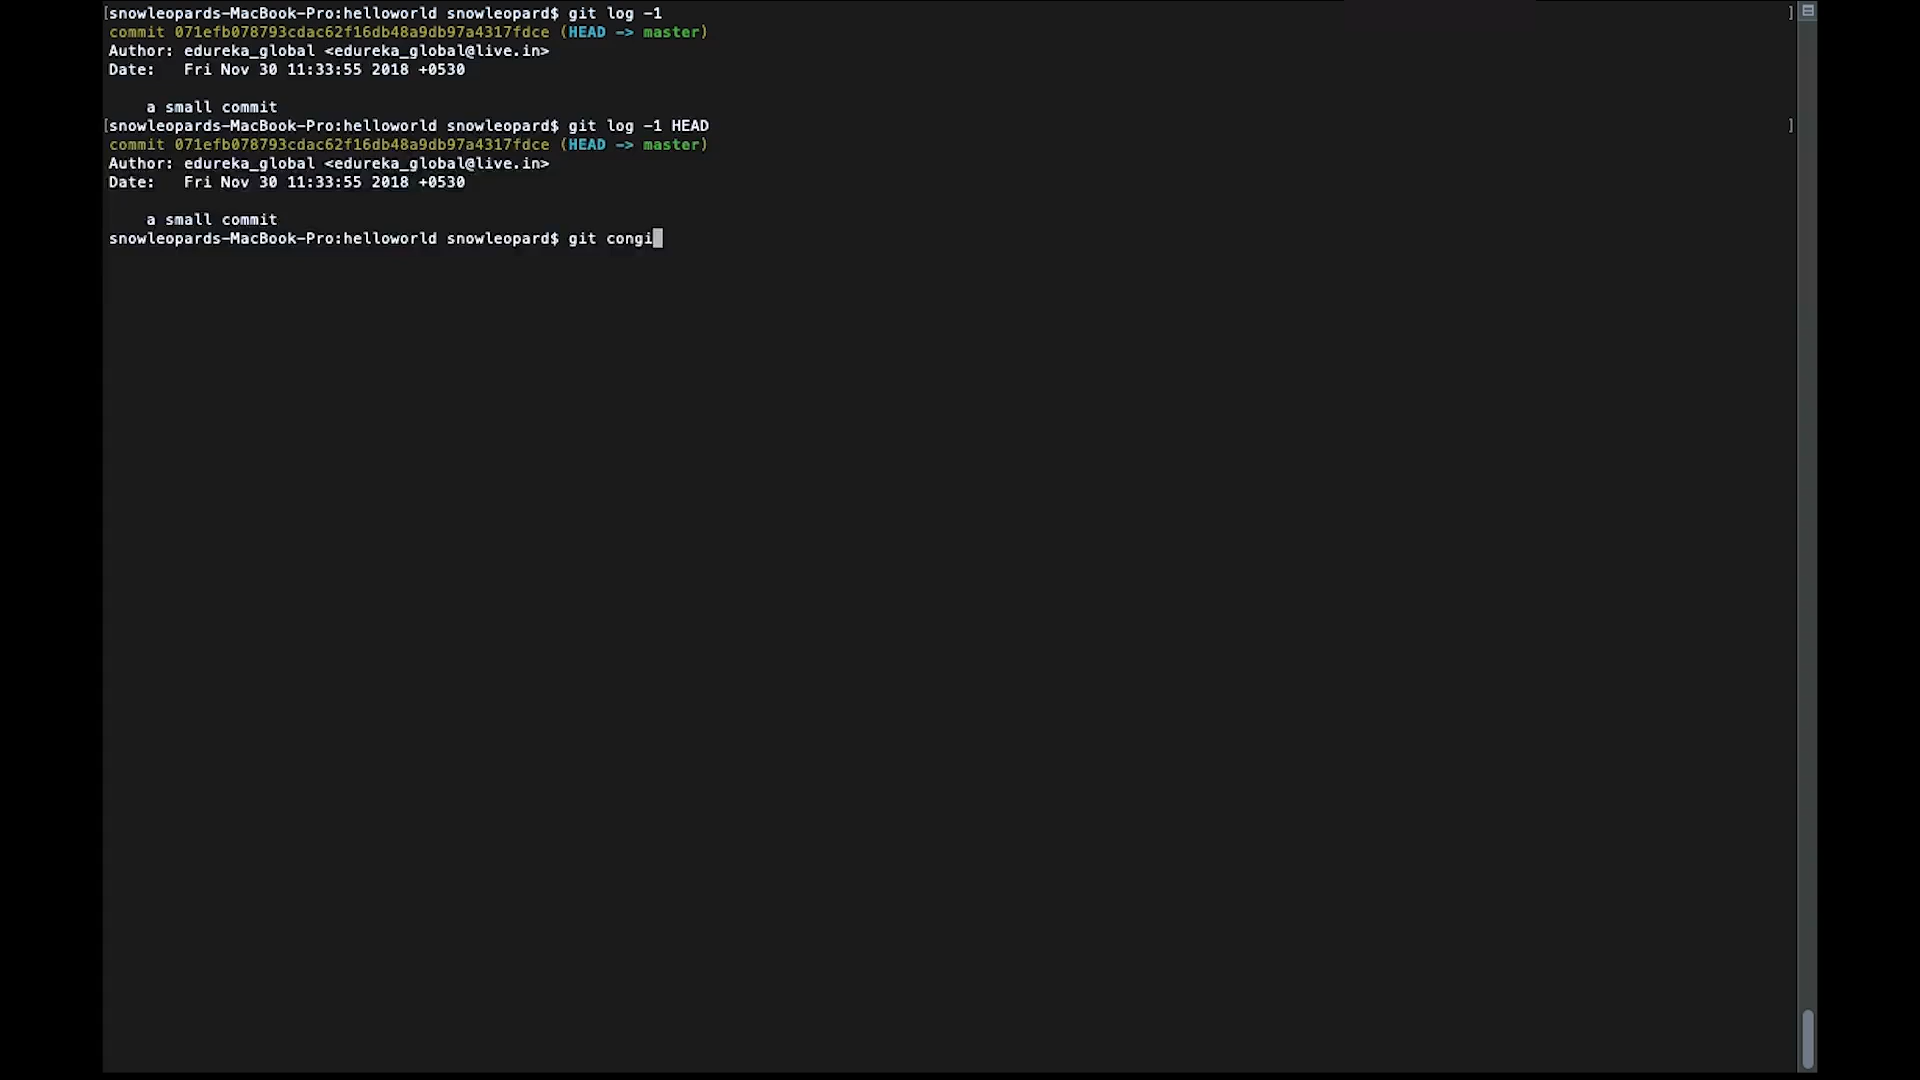 [snowleopards-MacBook-Pro:helloworld snowleopard$ git log -1 ]
commit 071efb078793cdac62f16db48a9db97a4317fdce (HEAD -> master)
Author: edureka_global <edureka_global@live.in>
Date:   Fri Nov 30 11:33:55 2018 +0530
a small commit
[snowleopards-MacBook-Pro:helloworld snowleopard$ git log -1 HEAD ]
commit 071efb078793cdac62f16db48a9db97a4317fdce (HEAD -> master)
Author: edureka_global <edureka_global@live.in>
Date:   Fri Nov 30 11:33:55 2018 +0530
a small commit
snowleopards-MacBook-Pro:helloworld snowleopard$ git congi